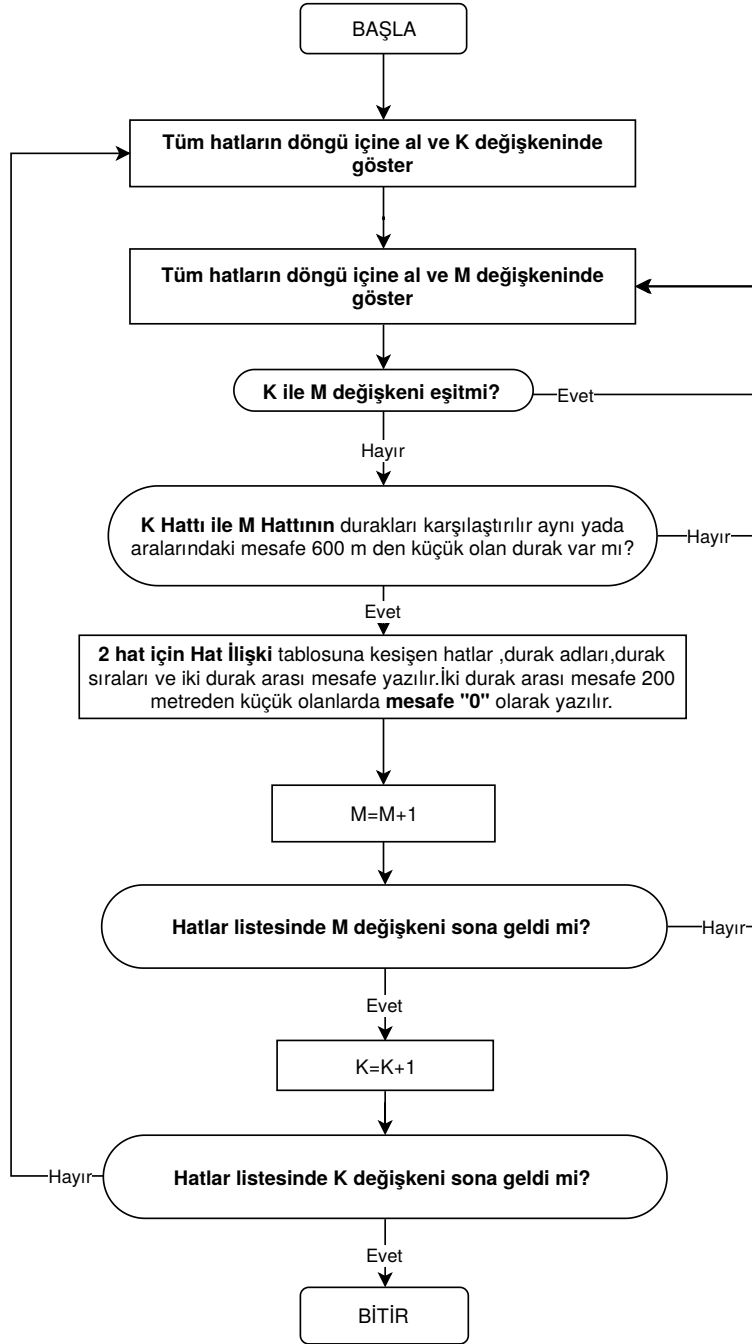 BAŞLA
Tüm hatların döngü içine al ve K değişkeninde
göster
Tüm hatların döngü içine al ve M değişkeninde
göster
K ile M değişkeni eşitmi?
Evet
Hayır
K Hattı ile M Hattının durakları karşılaştırılır aynı yada
aralarındaki mesafe 600 m den küçük olan durak var mı?
Hayır
Evet
2 hat için Hat İlişki tablosuna kesişen hatlar ,durak adları,durak
sıraları ve iki durak arası mesafe yazılır.İki durak arası mesafe 200
metreden küçük olanlarda mesafe "0" olarak yazılır.
M=M+1
Hatlar listesinde M değişkeni sona geldi mi?
Hayır
Evet
K=K+1
Hatlar listesinde K değişkeni sona geldi mi?
Hayır
Evet
BİTİR